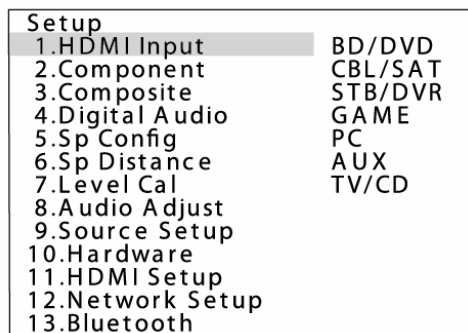 Setup
1.HDMI Input BD/DVD
2.Component CBL/SAT
3.Composite STB/DVR
4.Digital Audio GAME
5.Sp Config PC
6.Sp Distance AUX
7.Level Cal TV/CD
8.Audio Adjust
9.Source Setup
10.Hardware
11.HDMI Setup
12.Network Setup
13.Bluetooth